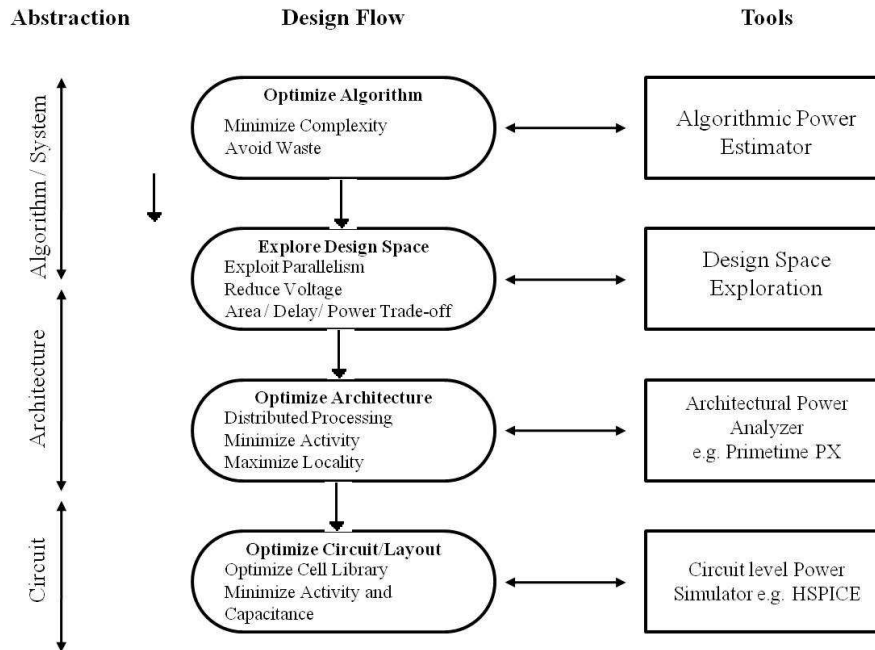 Abstraction
Design Flow
Tools
Algorithm / System
Optimize Algorithm
Minimize Complexity
Avoid Waste
Algorithmic Power
Estimator
Explore Design Space
Exploit Parallelism
Reduce Voltage
Area / Delay/ Power Trade-off
Design Space
Exploration
Architecture
Optimize Architecture
Distributed Processing
Minimize Activity
Maximize Locality
Architectural Power
Analyzer
e.g. Primetime PX
Circuit
Optimize Circuit/Layout
Optimize Cell Library
Minimize Activity and
Capacitance
Circuit level Power
Simulator e.g. HSPICE